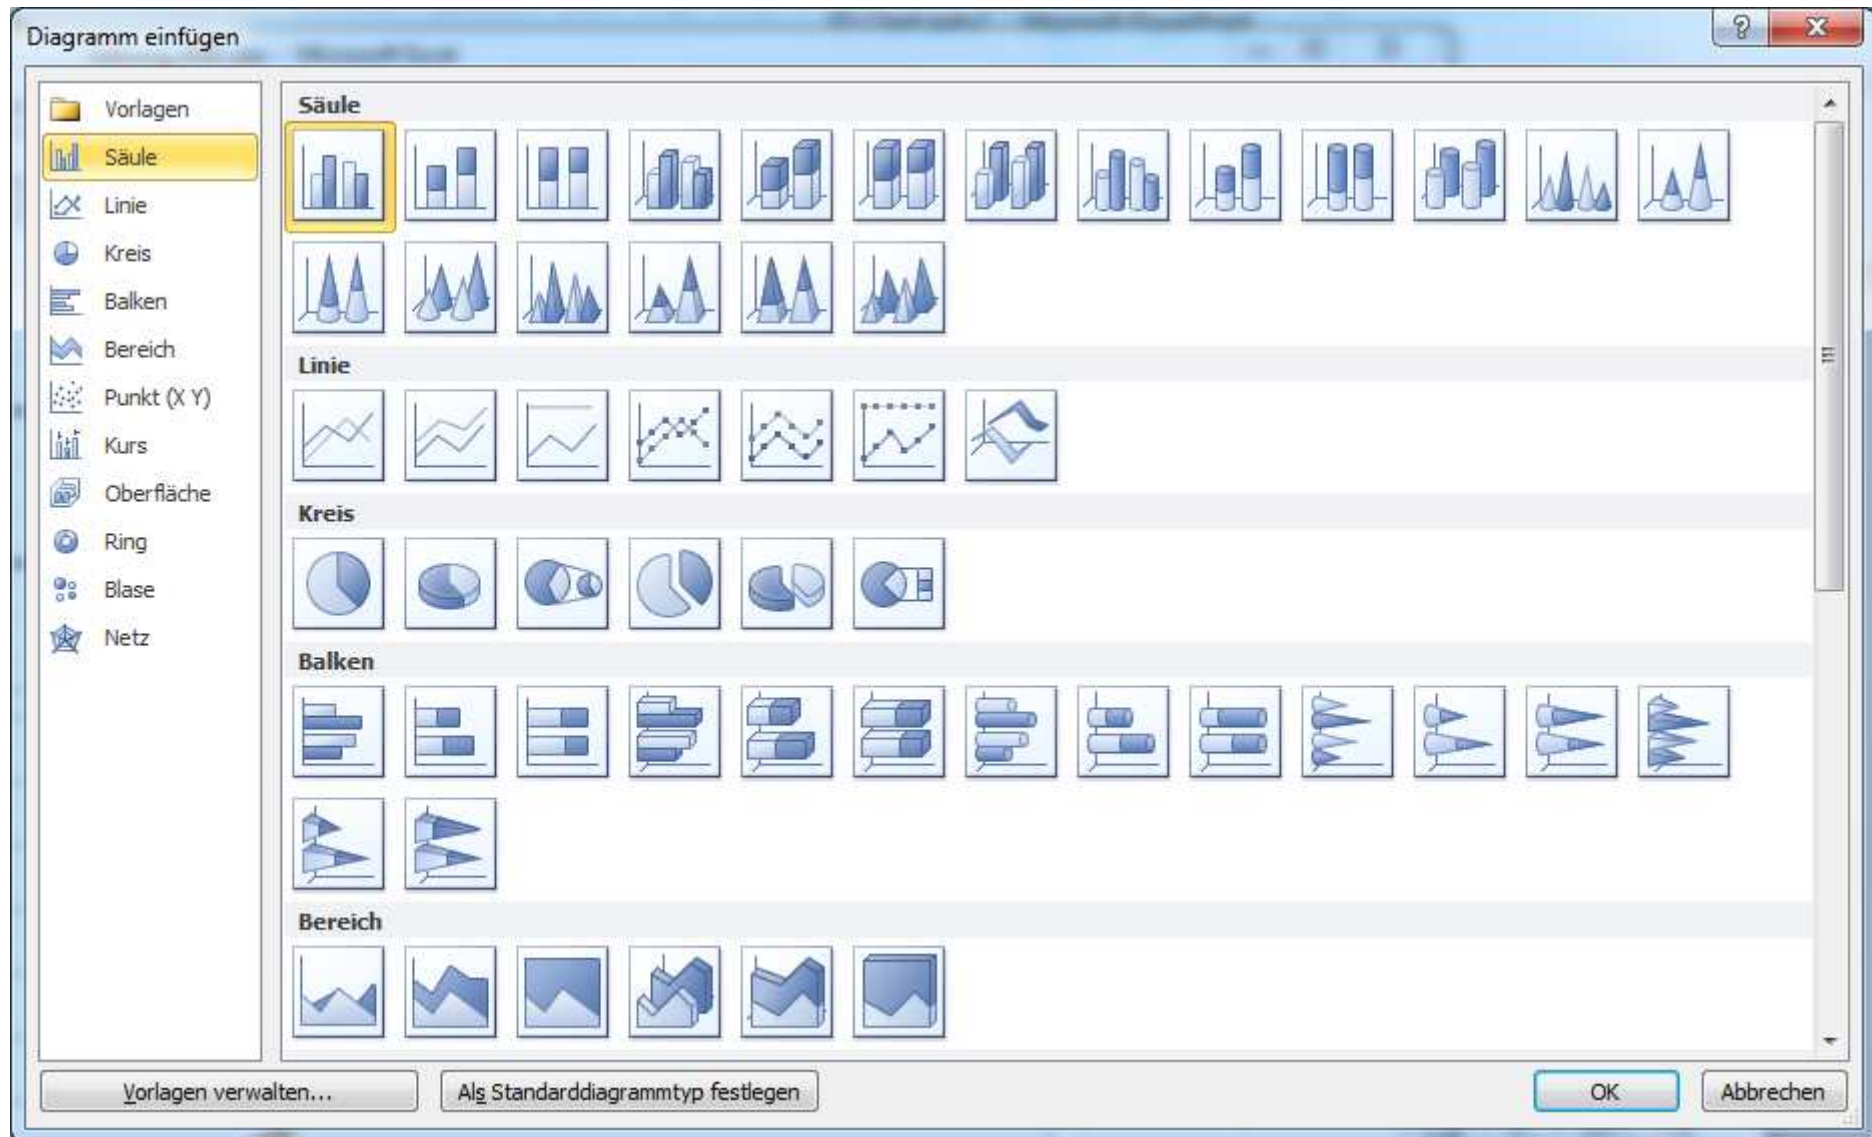 Diagramm einfügen
Vorlagen
Säule
Linie
Kreis
Balken
Bereich
Punkt (X Y)
Kurs
Oberfläche
Ring
Blase
Netz
Säule
Linie
Kreis
Balken
Bereich
Vorlagen verwalten...
Als Standarddiagrammtyp festlegen
OK
Abbrechen